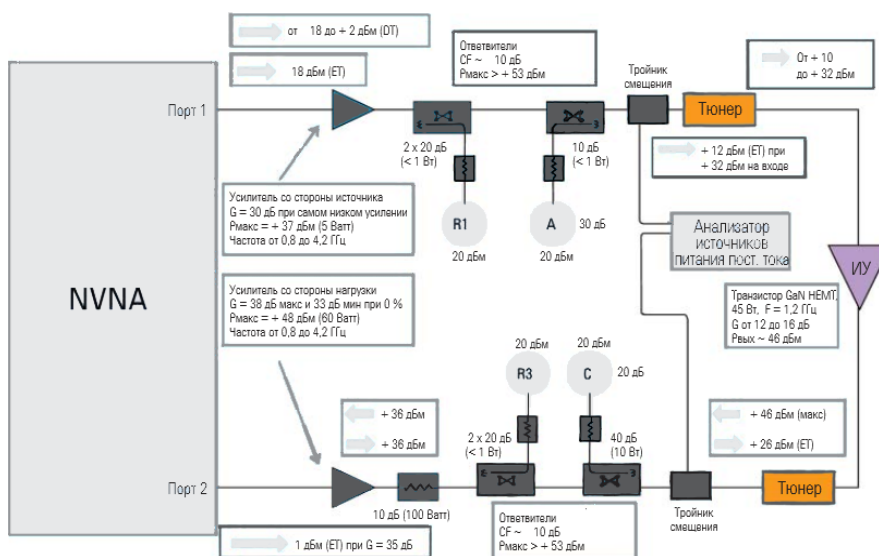 от 18 до + 2 дБм (DT)
18 дБм (ET)
Ответвители
CF ~ 10 дБ
Pмакс > + 53 дБм
Тройник
смещения
От + 10
до + 32 дБм
Порт 1
Тюнер
2 x 20 дБ
(< 1 Вт)
10 дБ
(< 1 Вт)
+ 12 дБм (ET) при
+ 32 дБм на входе
Усилитель со стороны источника
G = 30 дБ при самом низком усилении
Pмакс = + 37 дБм (5 Ватт)
Частота от 0,8 до 4,2 ГГц
R1
A
30 дБ
20 дБм
20 дБм
Анализатор
источников
питания пост. тока
ИУ
NVNA
Усилитель со стороны нагрузки
G = 38 дБ макс и 33 дБ мин при 0 %
Pмакс = + 48 дБм (60 Ватт)
Частота от 0,8 до 4,2 ГГц
Транзистор GaN HEMT,
45 Вт, F = 1,2 ГГц
G от 12 до 16 дБ
Pвых ~ 46 дБм
20 дБм
20 дБм
R3
C
20 дБ
+ 36 дБм
+ 36 дБм
2 x 20 дБ
(< 1 Вт)
40 дБ
(10 Вт)
+ 46 дБм (макс)
+ 26 дБм (ET)
Порт 2
Тюнер
10 дБ (100 Ватт)
Тройник
смещения
Ответвители
CF ~ 10 дБ
Pмакс > + 53 дБм
1 дБм (ET) при G = 35 дБ